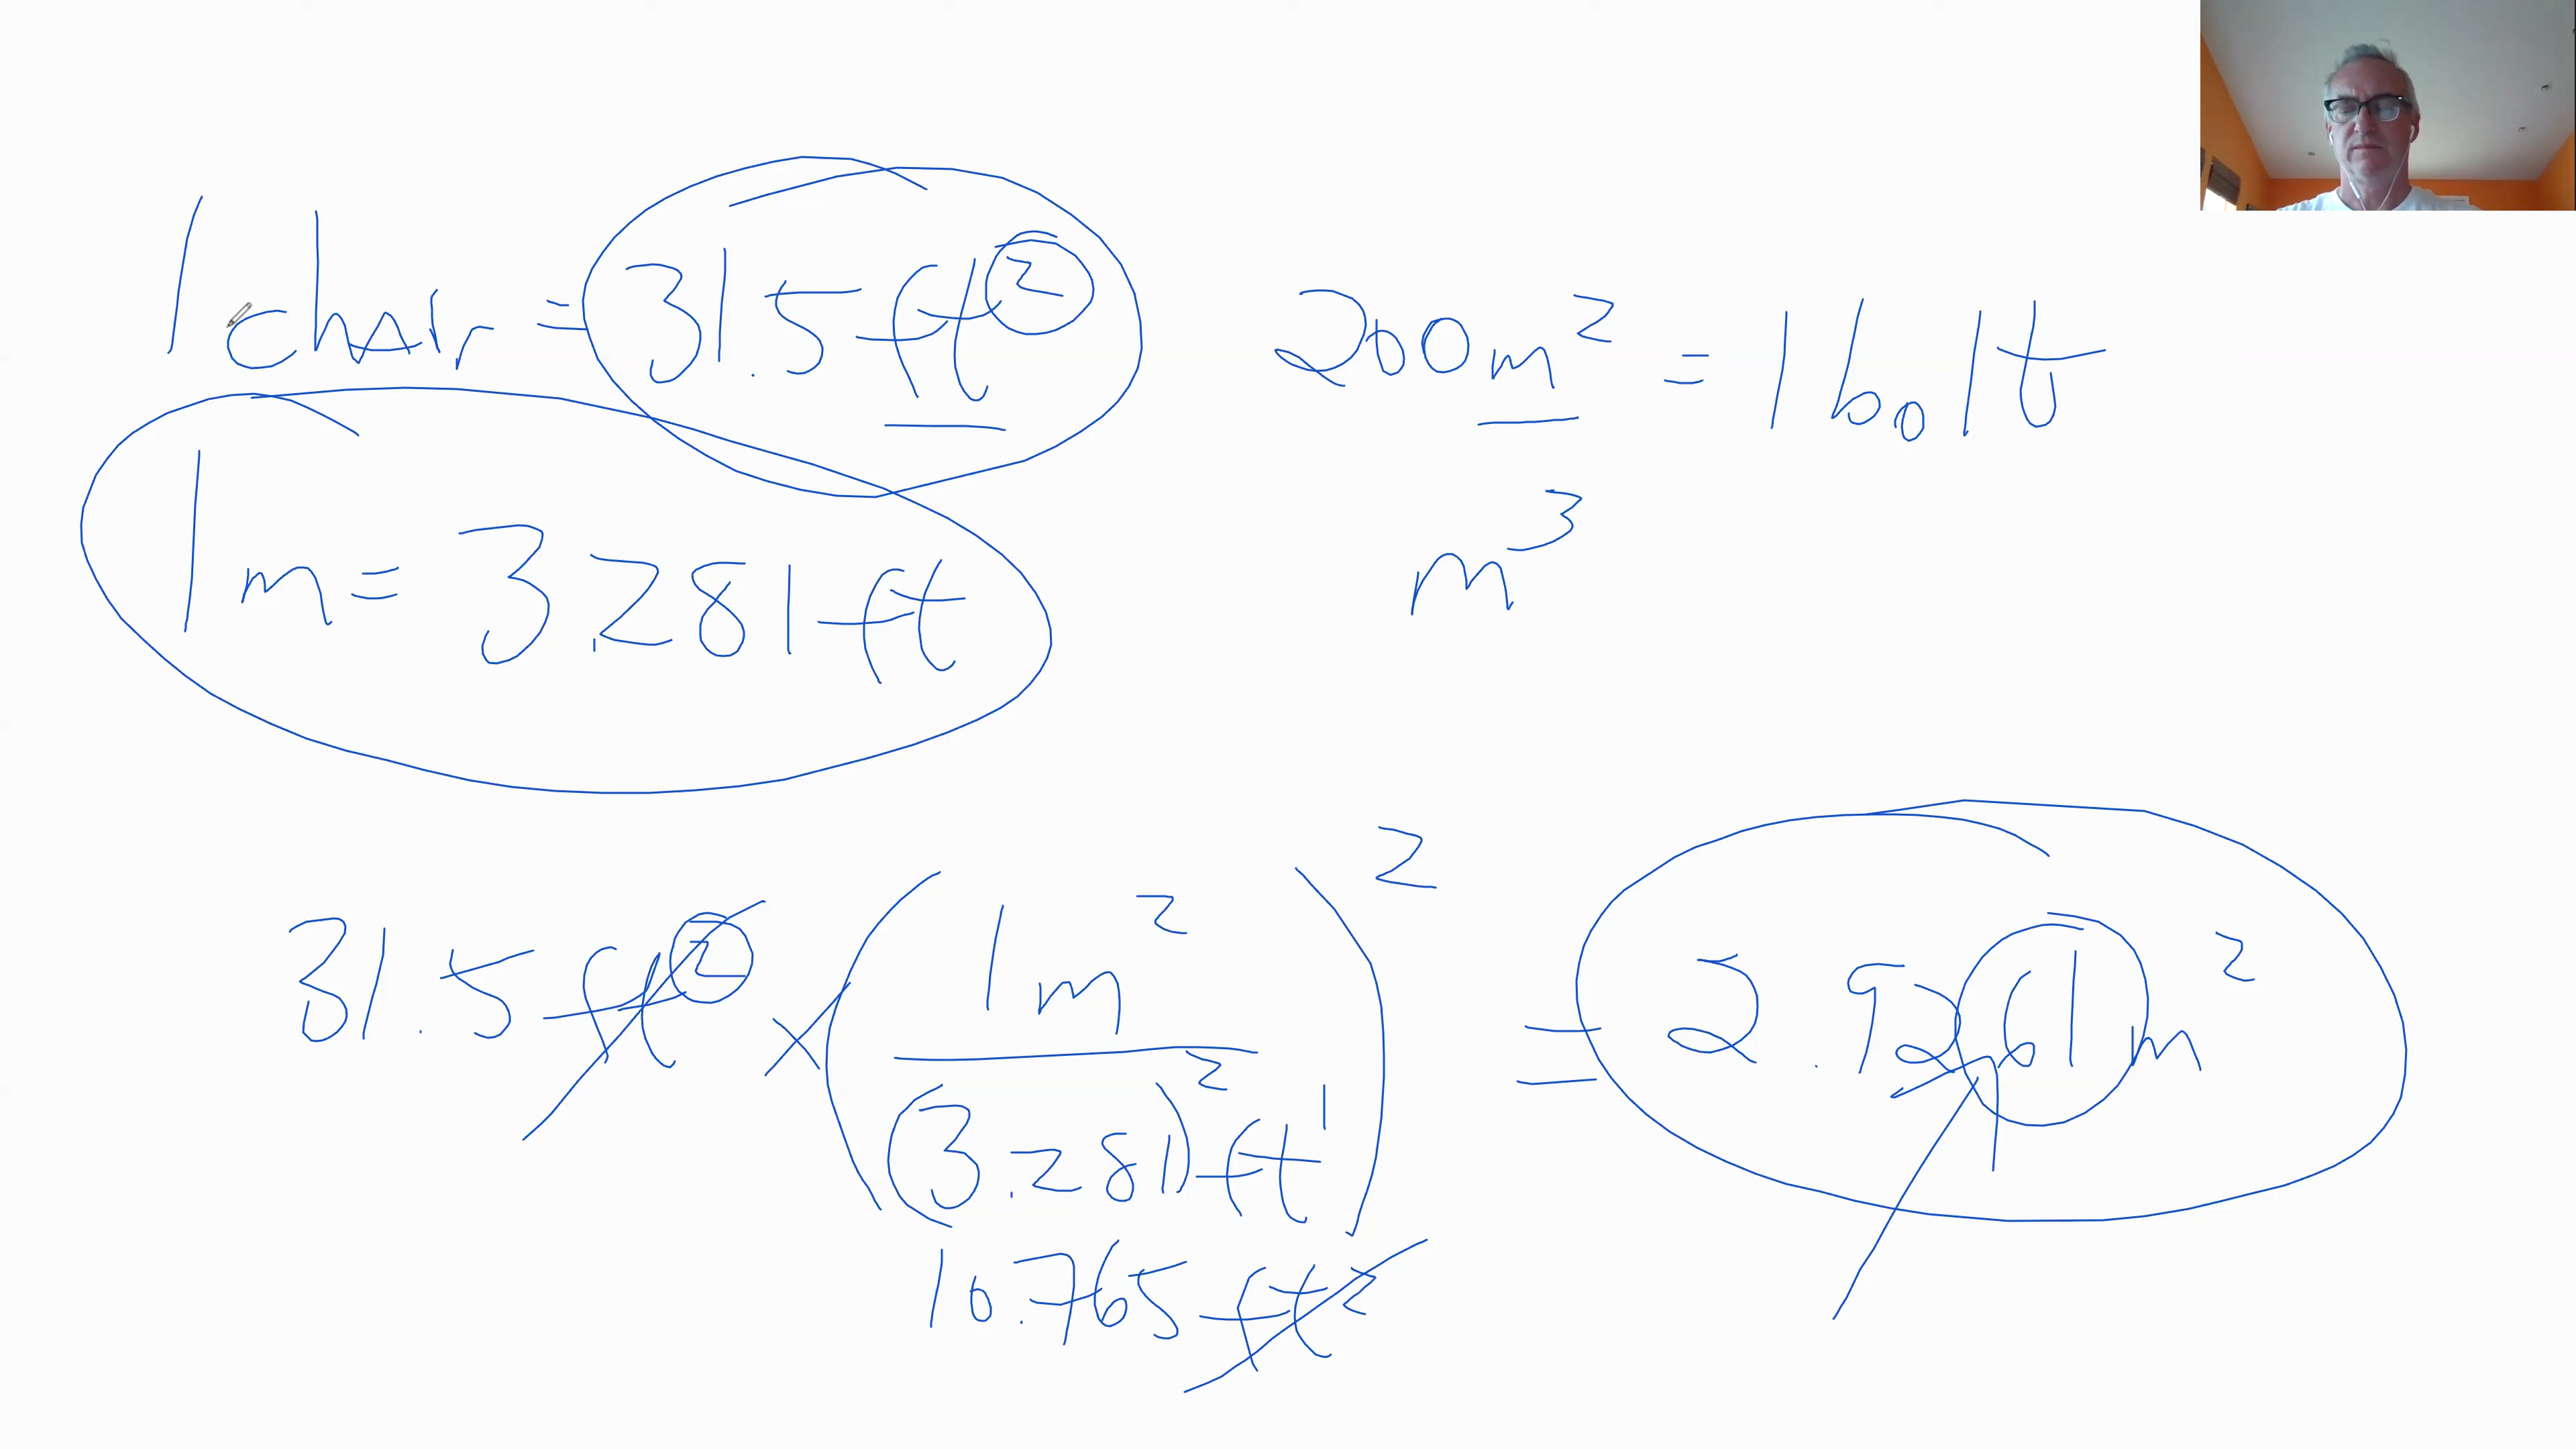 1 chair = 31.5 ft²
200 m² = 1 bolt
1 m = 3.281 ft
m³
31.5 ft² × (1 m² / (3.281)² ft¹)² = 2.9261 m²
10.765 ft²